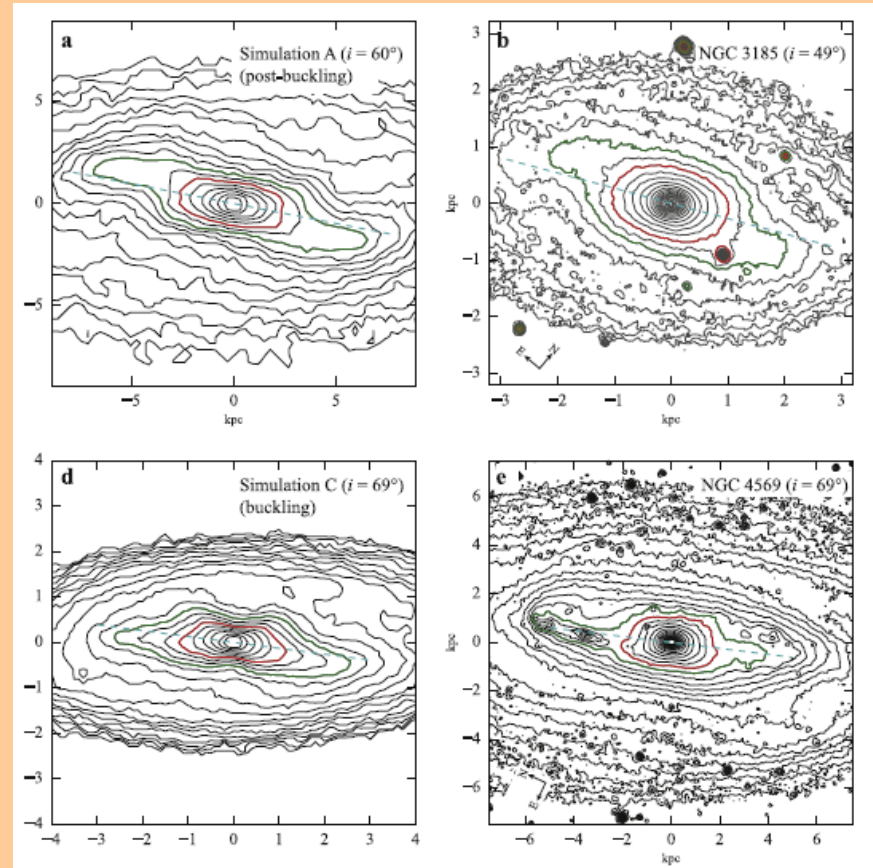 a
Simulation A (i = 60°)
(post-buckling)
5
0
−5
−5
0
5
kpc
b
NGC 3185 (i = 49°)
3
2
1
0
−1
−2
−3
kpc
E
N
−3
−2
−1
0
1
2
3
kpc
d
Simulation C (i = 69°)
(buckling)
4
3
2
1
0
−1
−2
−3
−4
−4
−3
−2
−1
0
1
2
3
4
e
NGC 4569 (i = 69°)
6
4
2
0
−2
−4
−6
kpc
E
−6
−4
−2
0
2
4
6
kpc